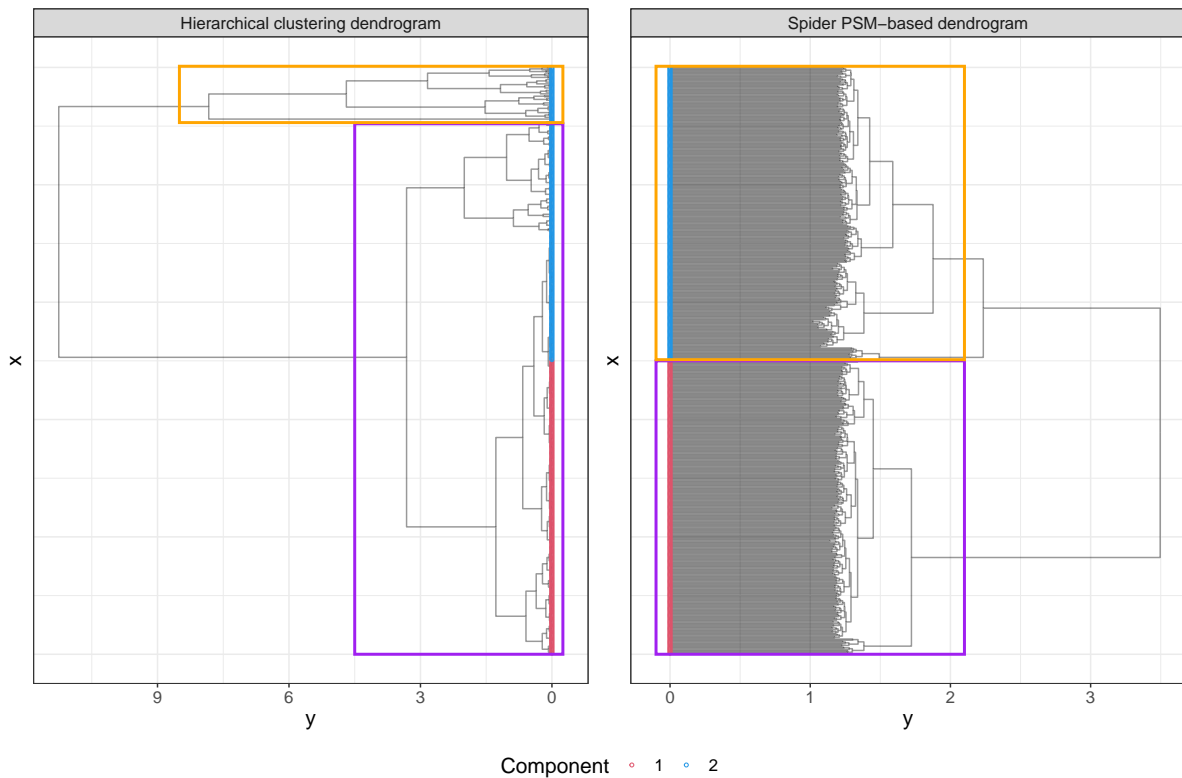 Hierarchical clustering dendrogram
Spider PSM−based dendrogram
x
x
9 6 3 0
0 1 2 3
y
y
Component 1 2